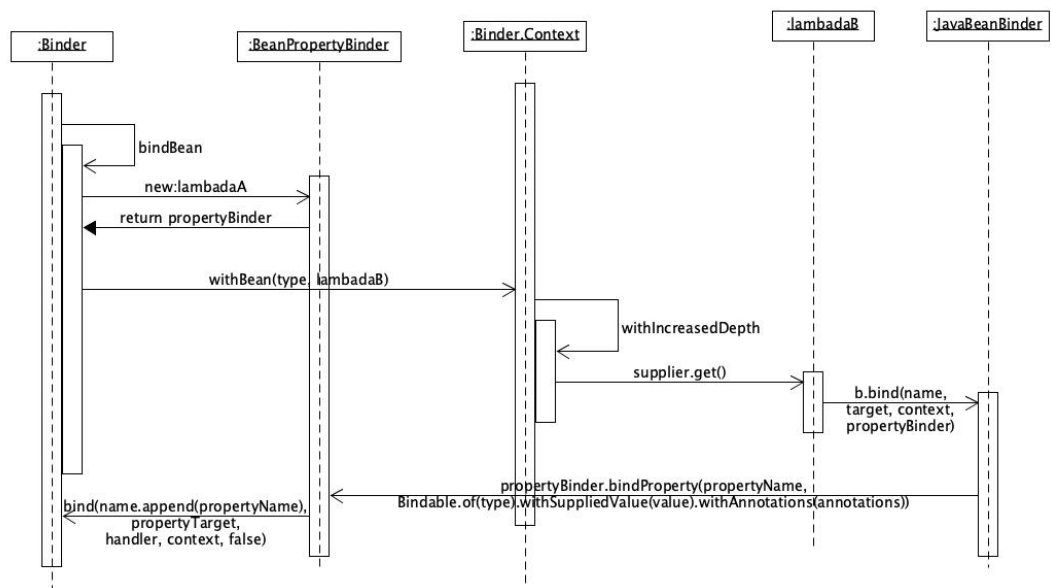 :Binder
:BeanPropertyBinder
:Binder.Context
:lambadaB
:JavaBeanBinder
bindBean
new:lambadaA
return propertyBinder
withBean(type, lambadaB)
withIncreasedDepth
supplier.get()
b.bind(name,
target, context,
propertyBinder)
propertyBinder.bindProperty(propertyName,
Bindable.of(type).withSuppliedValue(value).withAnnotations(annotations))
bind(name.append(propertyName),
propertyTarget,
handler, context, false)